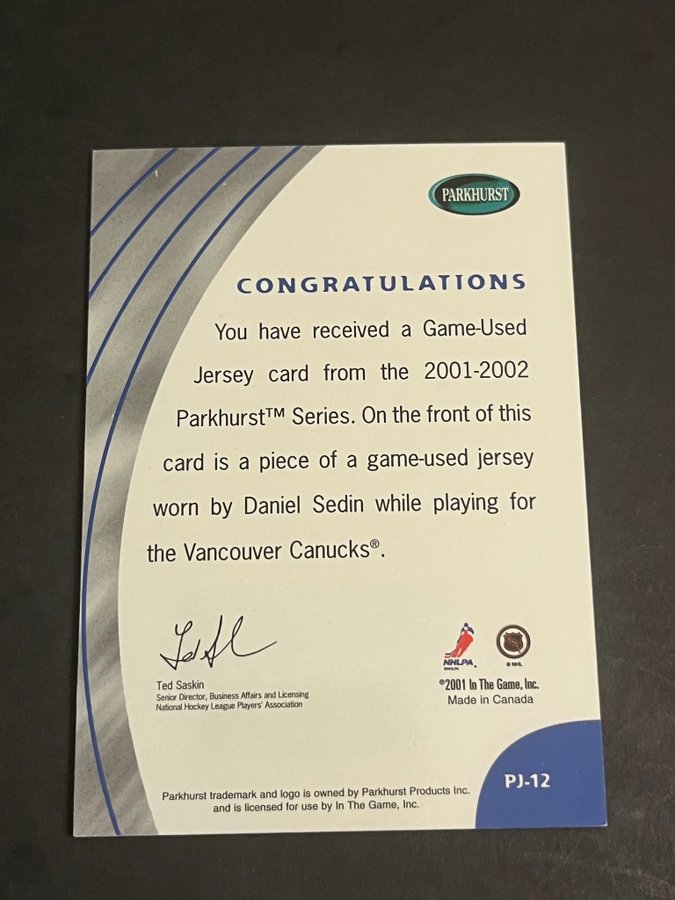 PARKHURST
CONGRATULATIONS
You have received a Game-Used
Jersey card from the 2001-2002
Parkhurst™ Series. On the front of this
card is a piece of a game-used jersey
worn by Daniel Sedin while playing for
the Vancouver Canucks®.
Ted Saskin
Senior Director, Business Affairs and Licensing
National Hockey League Players' Association
NHLPA
© NHL
©2001 In The Game, Inc.
Made in Canada
PJ-12
Parkhurst trademark and logo is owned by Parkhurst Products Inc.
and is licensed for use by In The Game, Inc.